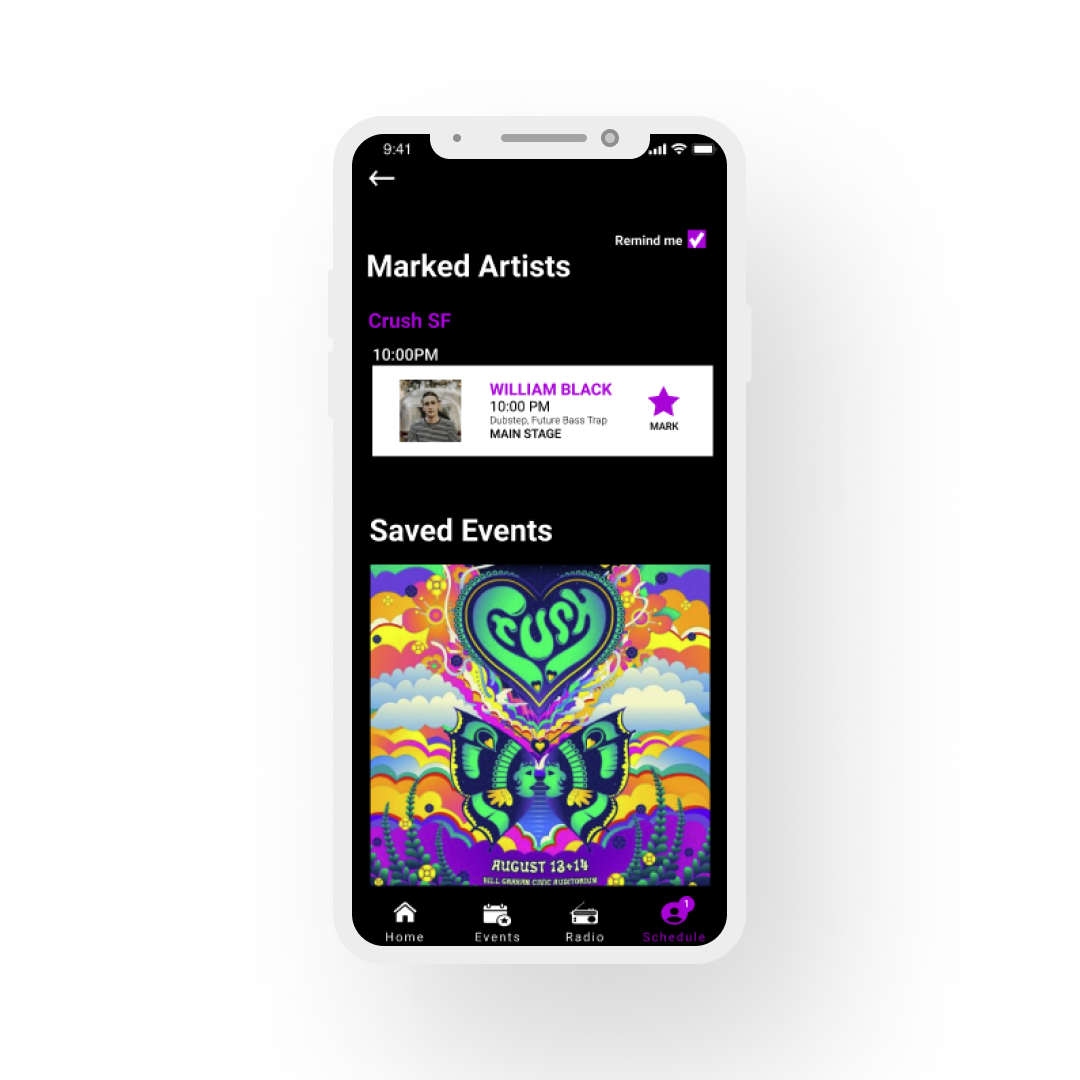 9:41
Remind me
Marked Artists
Crush SF
10:00PM
WILLIAM BLACK
10:00 PM
Dubstep, Future Bass Trap
MAIN STAGE
MARK
Saved Events
CRUSH
AUGUST 13+14
BILL GRAHAM CIVIC AUDITORIUM
1
Home
Events
Radio
Schedule